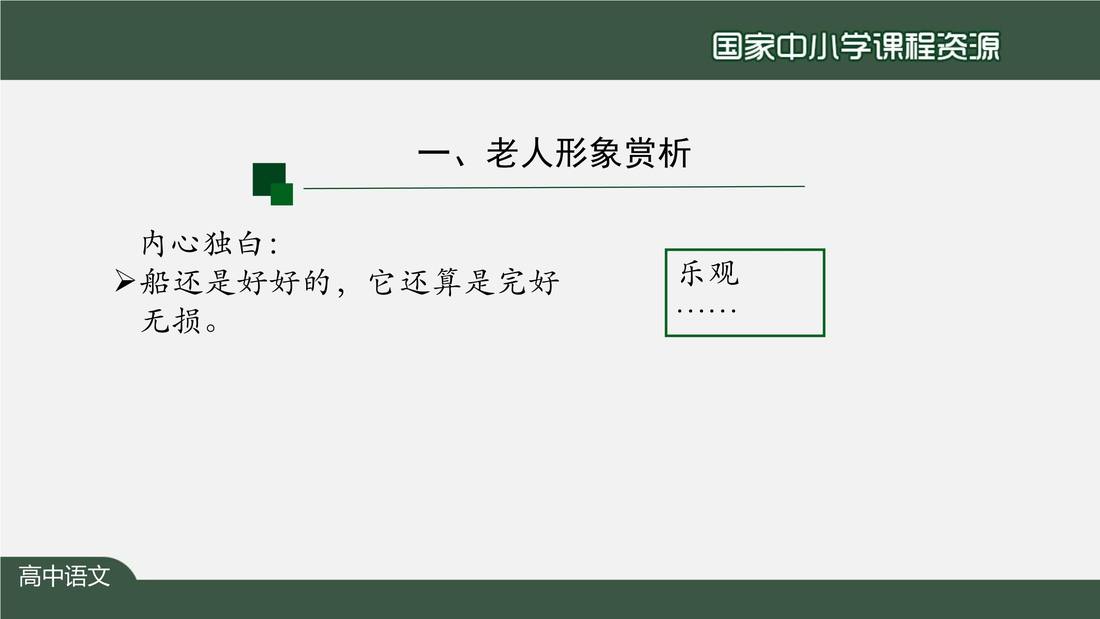 国家中小学课程资源
一、老人形象赏析
内心独白：
➢船还是好好的，它还算是完好
无损。
乐观
……
高中语文